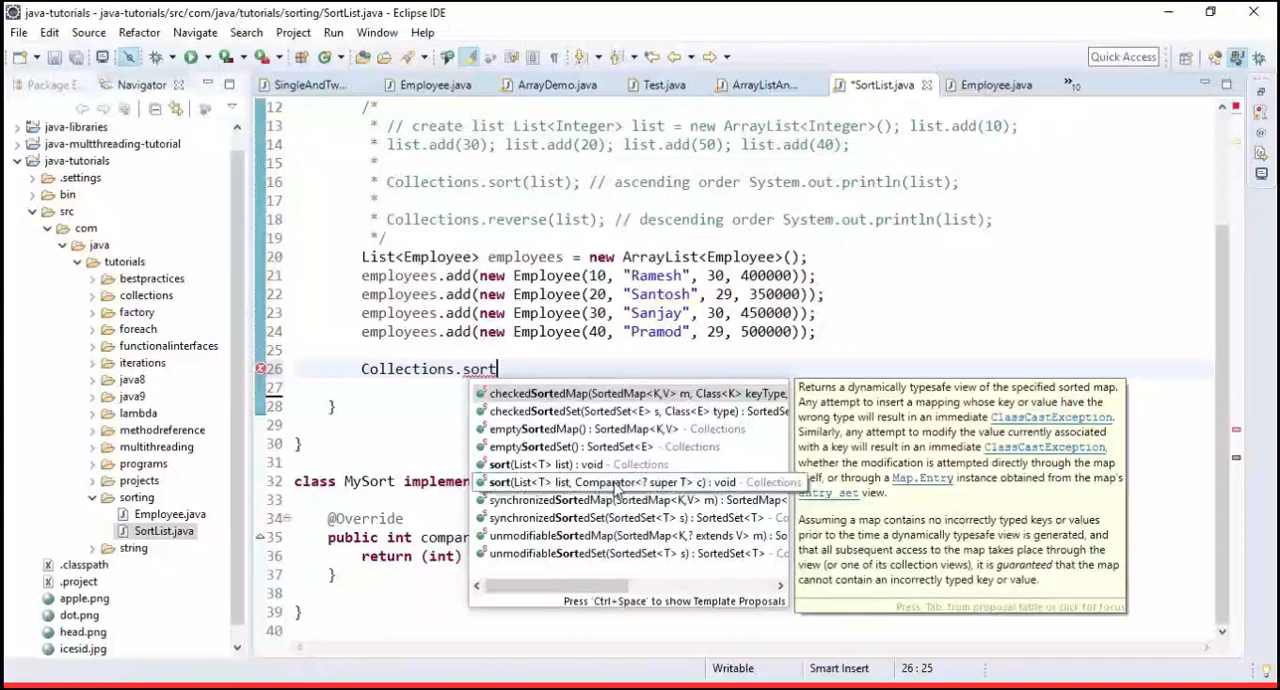 java-tutorials - java-tutorials/src/com/java/tutorials/sorting/SortList.java - Eclipse IDE
File Edit Source Refactor Navigate Search Project Run Window Help
Quick Access
Package E... Navigator
SingleAndTw... Employee.java ArrayDemo.java Test.java ArrayListAn... *SortList.java Employee.java »10
java-libraries
java-multthreading-tutorial
java-tutorials
.settings
bin
src
com
java
tutorials
bestpractices
collections
factory
foreach
functionalinterfaces
iterations
java8
java9
lambda
methodreference
multithreading
programs
projects
sorting
Employee.java
SortList.java
string
.classpath
.project
apple.png
dot.png
head.png
icesid.jpg
12 /*
13 * // create list List<Integer> list = new ArrayList<Integer>(); list.add(10);
14 * list.add(30); list.add(20); list.add(50); list.add(40);
15 *
16 * Collections.sort(list); // ascending order System.out.println(list);
17 *
18 * Collections.reverse(list); // descending order System.out.println(list);
19 */
20 List<Employee> employees = new ArrayList<Employee>();
21 employees.add(new Employee(10, "Ramesh", 30, 400000));
22 employees.add(new Employee(20, "Santosh", 29, 350000));
23 employees.add(new Employee(30, "Sanjay", 30, 450000));
24 employees.add(new Employee(40, "Pramod", 29, 500000));
25
26 Collections.sort
27
28 }
29
30 }
31
32 class MySort implemen
33
34 @Override
35 public int compar
36 return (int)
37 }
38
39 }
40
checkedSortedMap(SortedMap<K,V> m, Class<K> keyType,
checkedSortedSet(SortedSet<E> s, Class<E> type) : SortedSe
emptySortedMap() : SortedMap<K,V> - Collections
emptySortedSet() : SortedSet<E> - Collections
sort(List<T> list) : void - Collections
sort(List<T> list, Comparator<? super T> c) : void - Collections
synchronizedSortedMap(SortedMap<K,V> m) : SortedMap<
synchronizedSortedSet(SortedSet<T> s) : SortedSet<T> - Co
unmodifiableSortedMap(SortedMap<K,? extends V> m) : So
unmodifiableSortedSet(SortedSet<T> s) : SortedSet<T> - Co
Press 'Ctrl+Space' to show Template Proposals
Returns a dynamically typesafe view of the specified sorted map.
Any attempt to insert a mapping whose key or value have the
wrong type will result in an immediate ClassCastException.
Similarly, any attempt to modify the value currently associated
with a key will result in an immediate ClassCastException,
whether the modification is attempted directly through the map
itself, or through a Map.Entry instance obtained from the map's
entry set view.
Assuming a map contains no incorrectly typed keys or values
prior to the time a dynamically typesafe view is generated, and
that all subsequent access to the map takes place through the
view (or one of its collection views), it is guaranteed that the map
cannot contain an incorrectly typed key or value.
Press 'Tab' from proposal table or click for focus
Writable Smart Insert 26 : 25